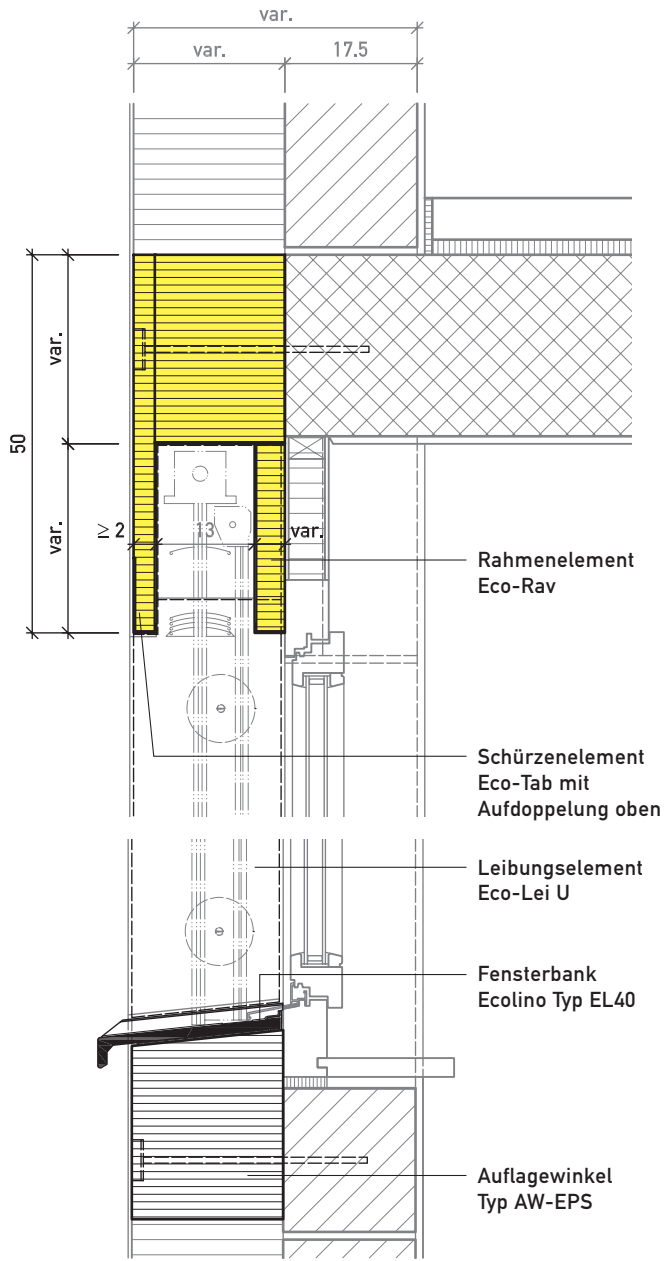 var.
var.
17.5
50
var.
var.
≥ 2
13
var.
Rahmenelement
Eco-Rav
Schürzenelement
Eco-Tab mit
Aufdoppelung oben
Leibungselement
Eco-Lei U
Fensterbank
Ecolino Typ EL40
Auflagewinkel
Typ AW-EPS